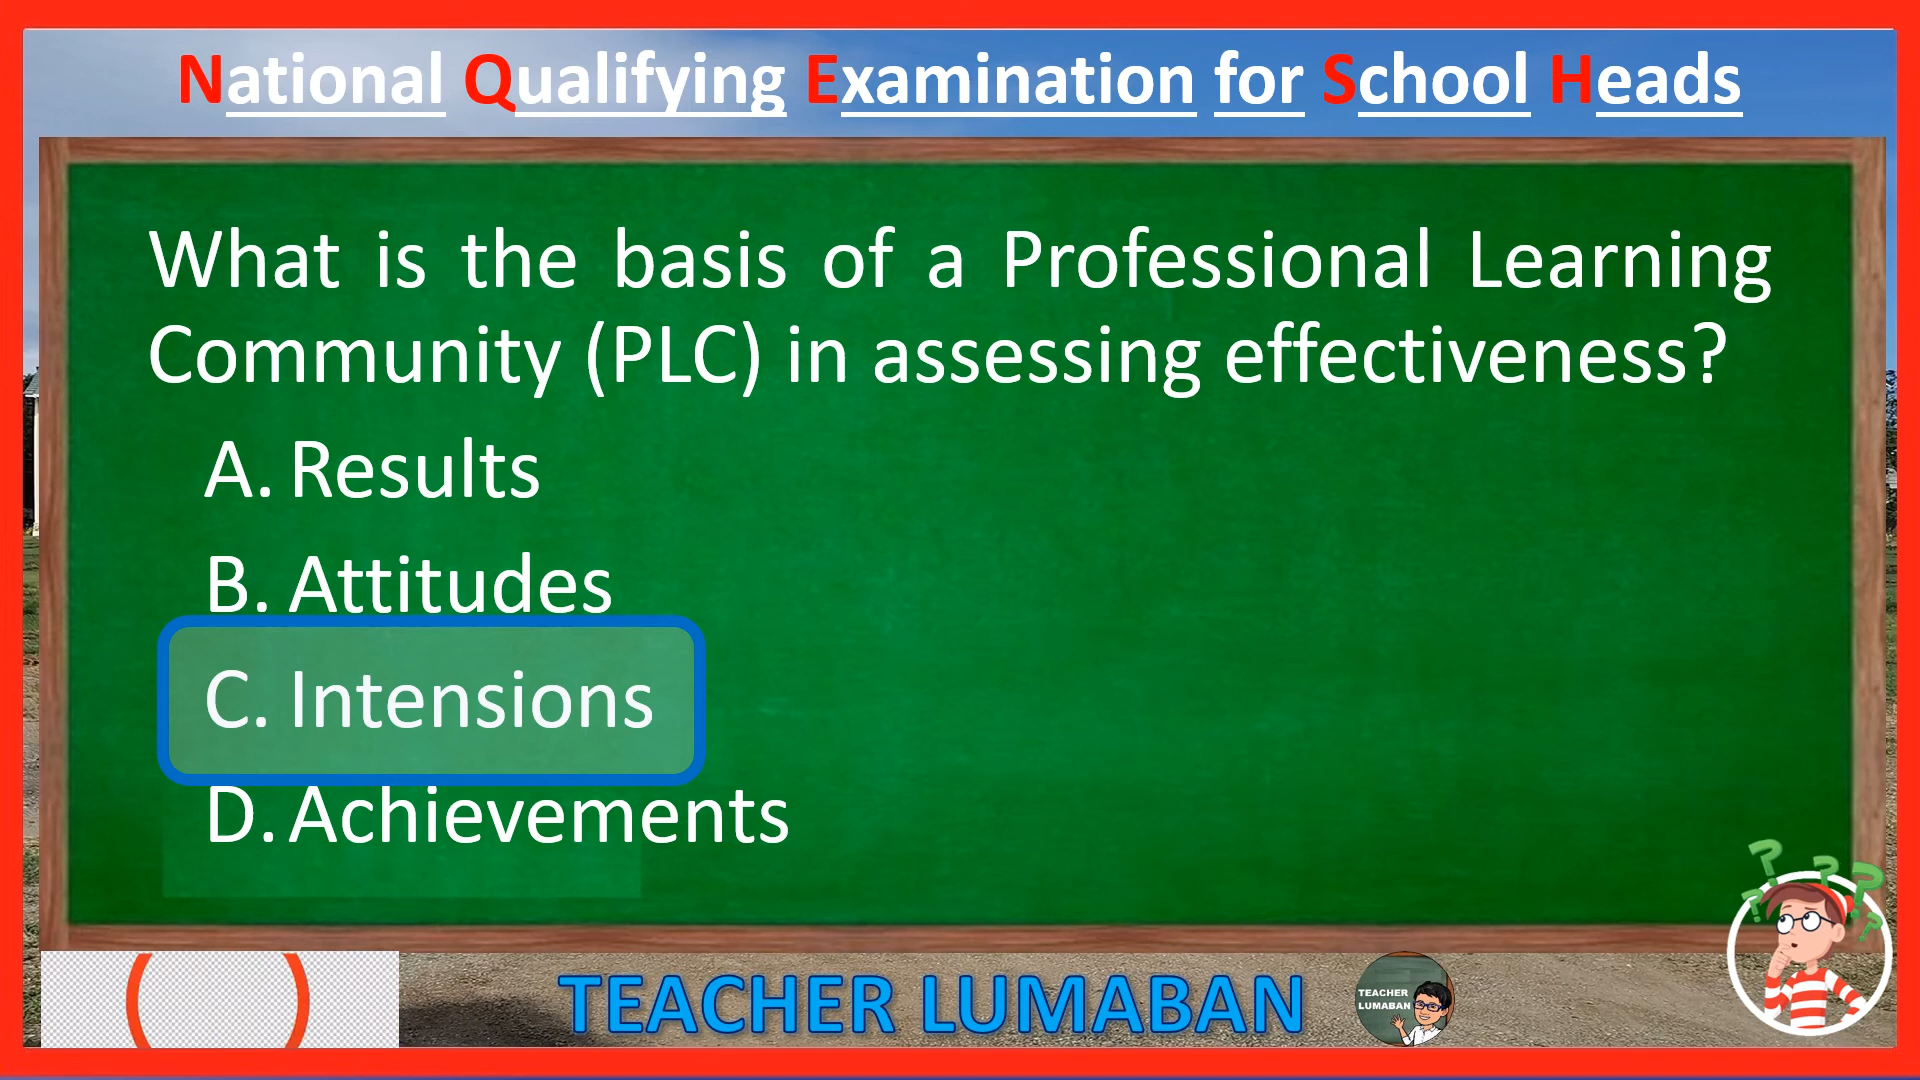 National Qualifying Examination for School Heads
What is the basis of a Professional Learning
Community (PLC) in assessing effectiveness?
A. Results
B. Attitudes
C. Intensions
D. Achievements
TEACHER LUMABAN
TEACHER
LUMABAN